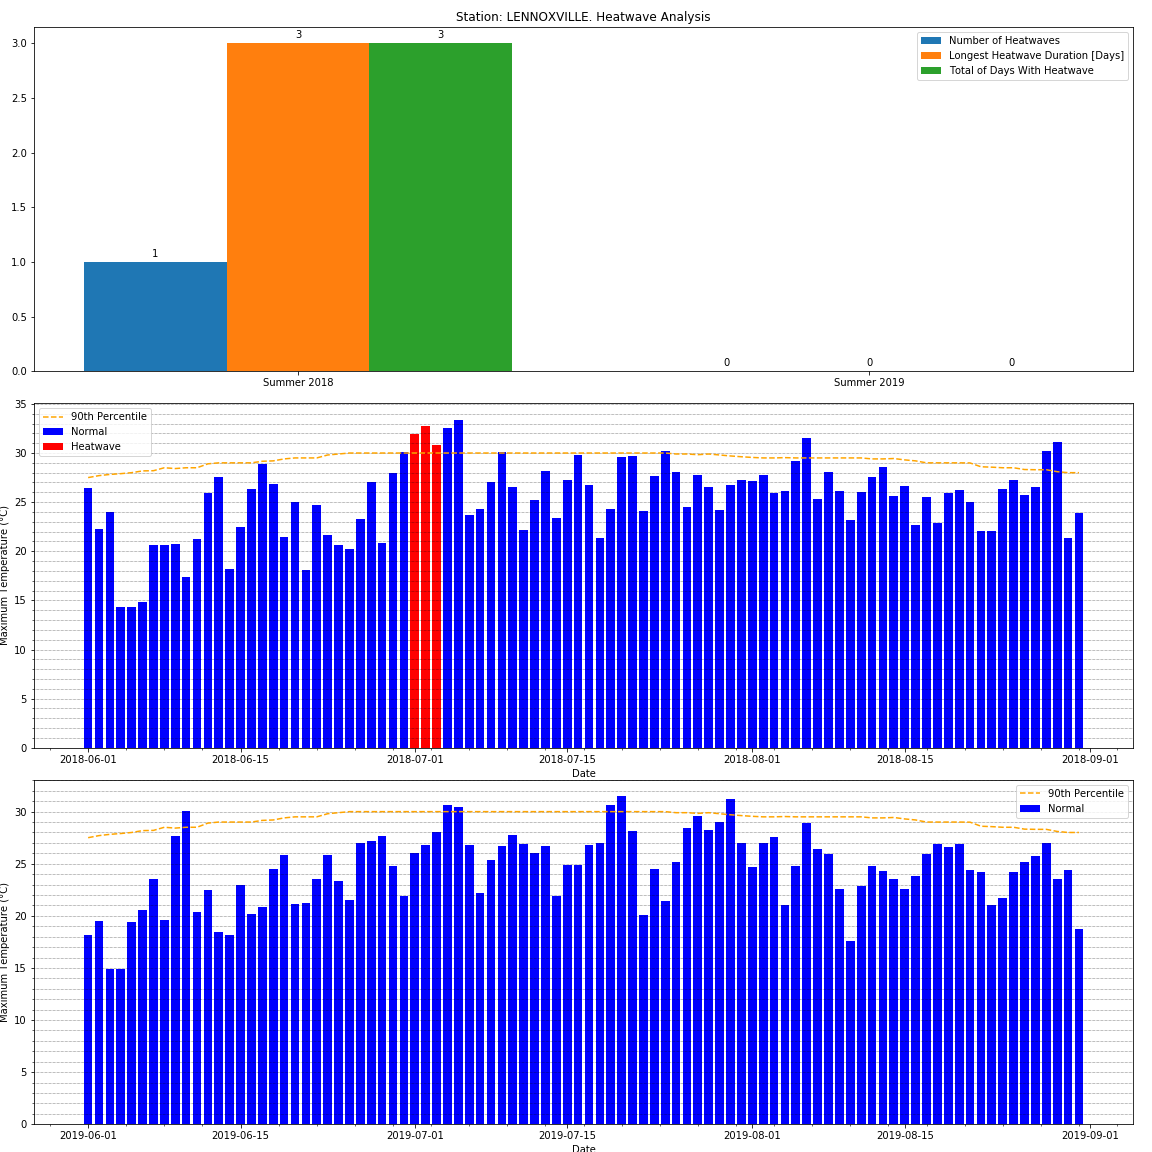 Station: LENNOXVILLE. Heatwave Analysis
3.0
2.5
2.0
1.5
1.0
0.5
0.0
1
3
3
0
0
0
Number of Heatwaves
Longest Heatwave Duration [Days]
Total of Days With Heatwave
Summer 2018
Summer 2019
35
30
25
20
15
10
5
0
Maximum Temperature (°C)
90th Percentile
Normal
Heatwave
2018-06-01
2018-06-15
2018-07-01
2018-07-15
2018-08-01
2018-08-15
2018-09-01
Date
30
25
20
15
10
5
0
Maximum Temperature (°C)
90th Percentile
Normal
2019-06-01
2019-06-15
2019-07-01
2019-07-15
2019-08-01
2019-08-15
2019-09-01
Date